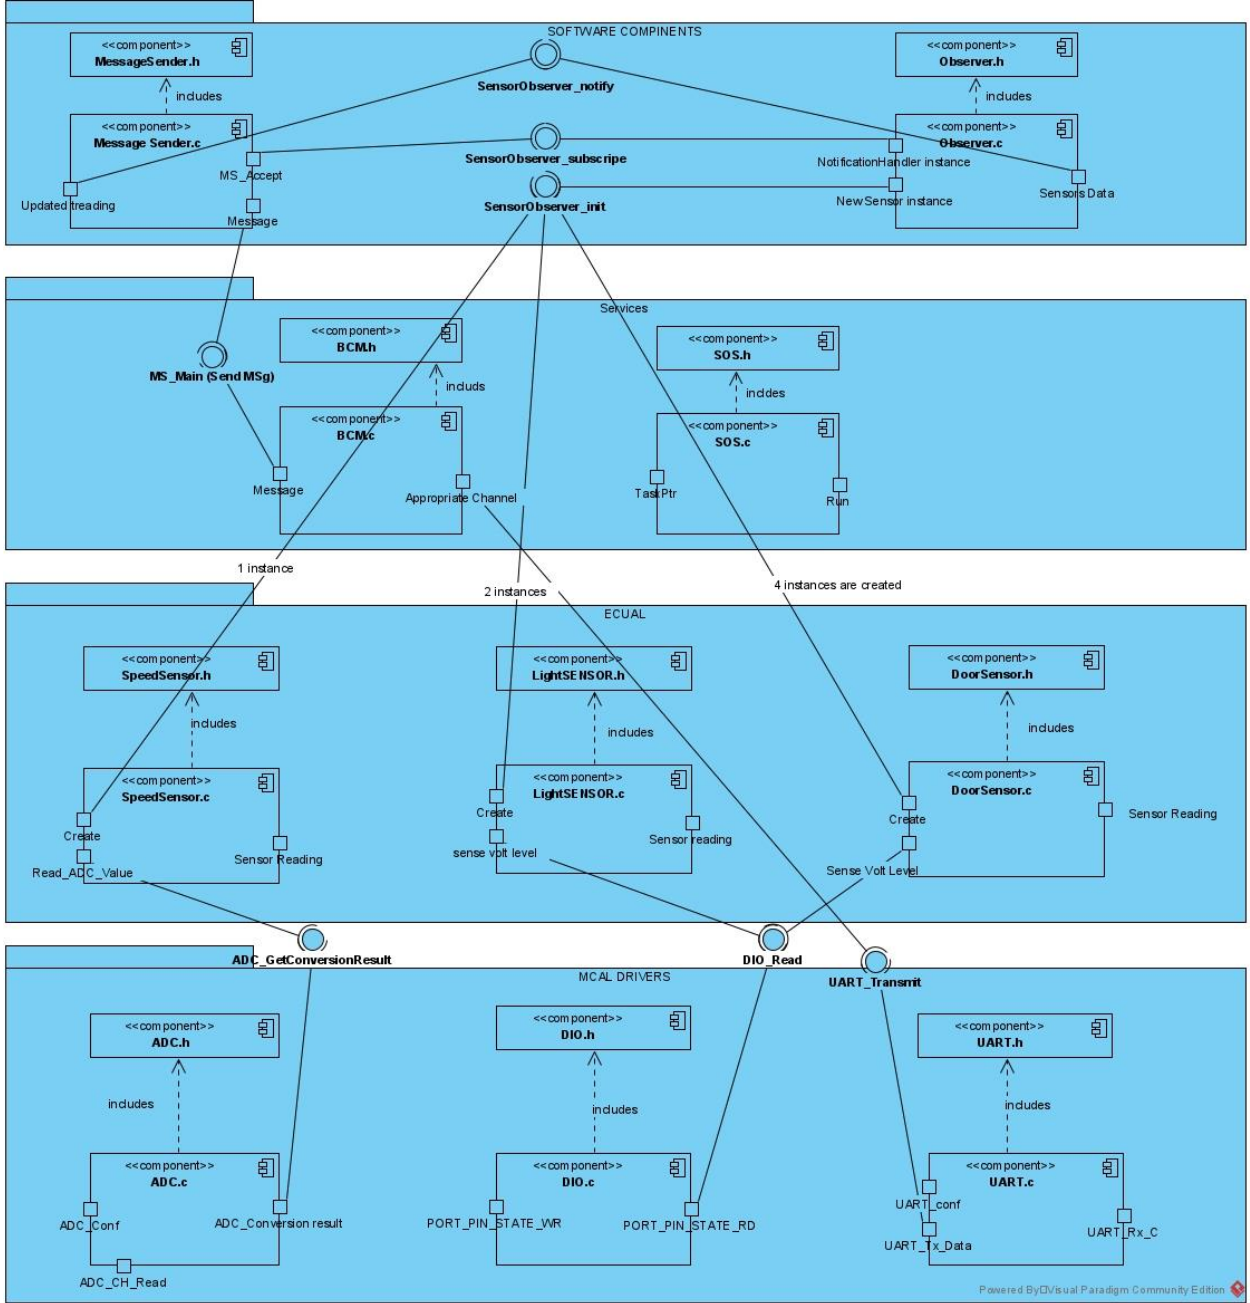 SOFTWARE COMPINENTS
<<component>>
MessageSender.h
includes
<<component>>
Message Sender.c
MS_Accept
Updated treading
Message
SensorObserver_notify
SensorObserver_subscripe
SensorObserver_init
<<component>>
Observer.h
includes
<<component>>
Observer.c
NotificationHandler instance
New Sensor instance
Sensors Data
Services
MS_Main (Send MSg)
<<component>>
BCM.h
includs
<<component>>
BCM.c
Message
Appropriate Channel
<<component>>
SOS.h
incldes
<<component>>
SOS.c
TaskPtr
Run
1 instance
2 instances
4 instances are created
ECUAL
<<component>>
SpeedSensor.h
includes
<<component>>
SpeedSensor.c
Create
Read_ADC_Value
Sensor Reading
<<component>>
LightSENSOR.h
includes
<<component>>
LightSENSOR.c
Create
sense volt level
Sensor reading
<<component>>
DoorSensor.h
includes
<<component>>
DoorSensor.c
Create
Sense Volt Level
Sensor Reading
ADC_GetConversionResult
DIO_Read
UART_Transmit
MCAL DRIVERS
<<component>>
ADC.h
includes
<<component>>
ADC.c
ADC_Conf
ADC_Conversion result
ADC_CH_Read
<<component>>
DIO.h
includes
<<component>>
DIO.c
PORT_PIN_STATE_WR
PORT_PIN_STATE_RD
<<component>>
UART.h
includes
<<component>>
UART.c
UART_conf
UART_Tx_Data
UART_Rx_C
Powered By Visual Paradigm Community Edition